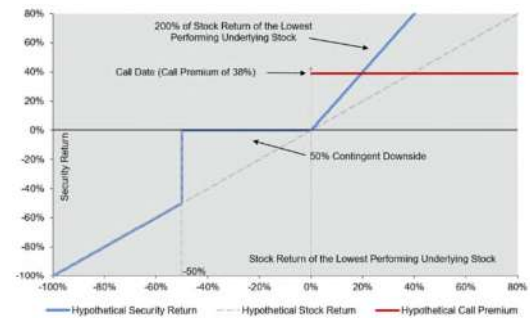 80%
200% of Stock Return of the Lowest
Performing Underlying Stock
60%
Call Date (Call Premium of 38%)
40%
20%
0%
50% Contingent Downside
-20%
-40%
-60%
-80%
-100%
Security Return
-50%
Stock Return of the Lowest Performing Underlying Stock
-100% -80% -60% -40% -20% 0% 20% 40% 60% 80%
Hypothetical Security Return Hypothetical Stock Return Hypothetical Call Premium